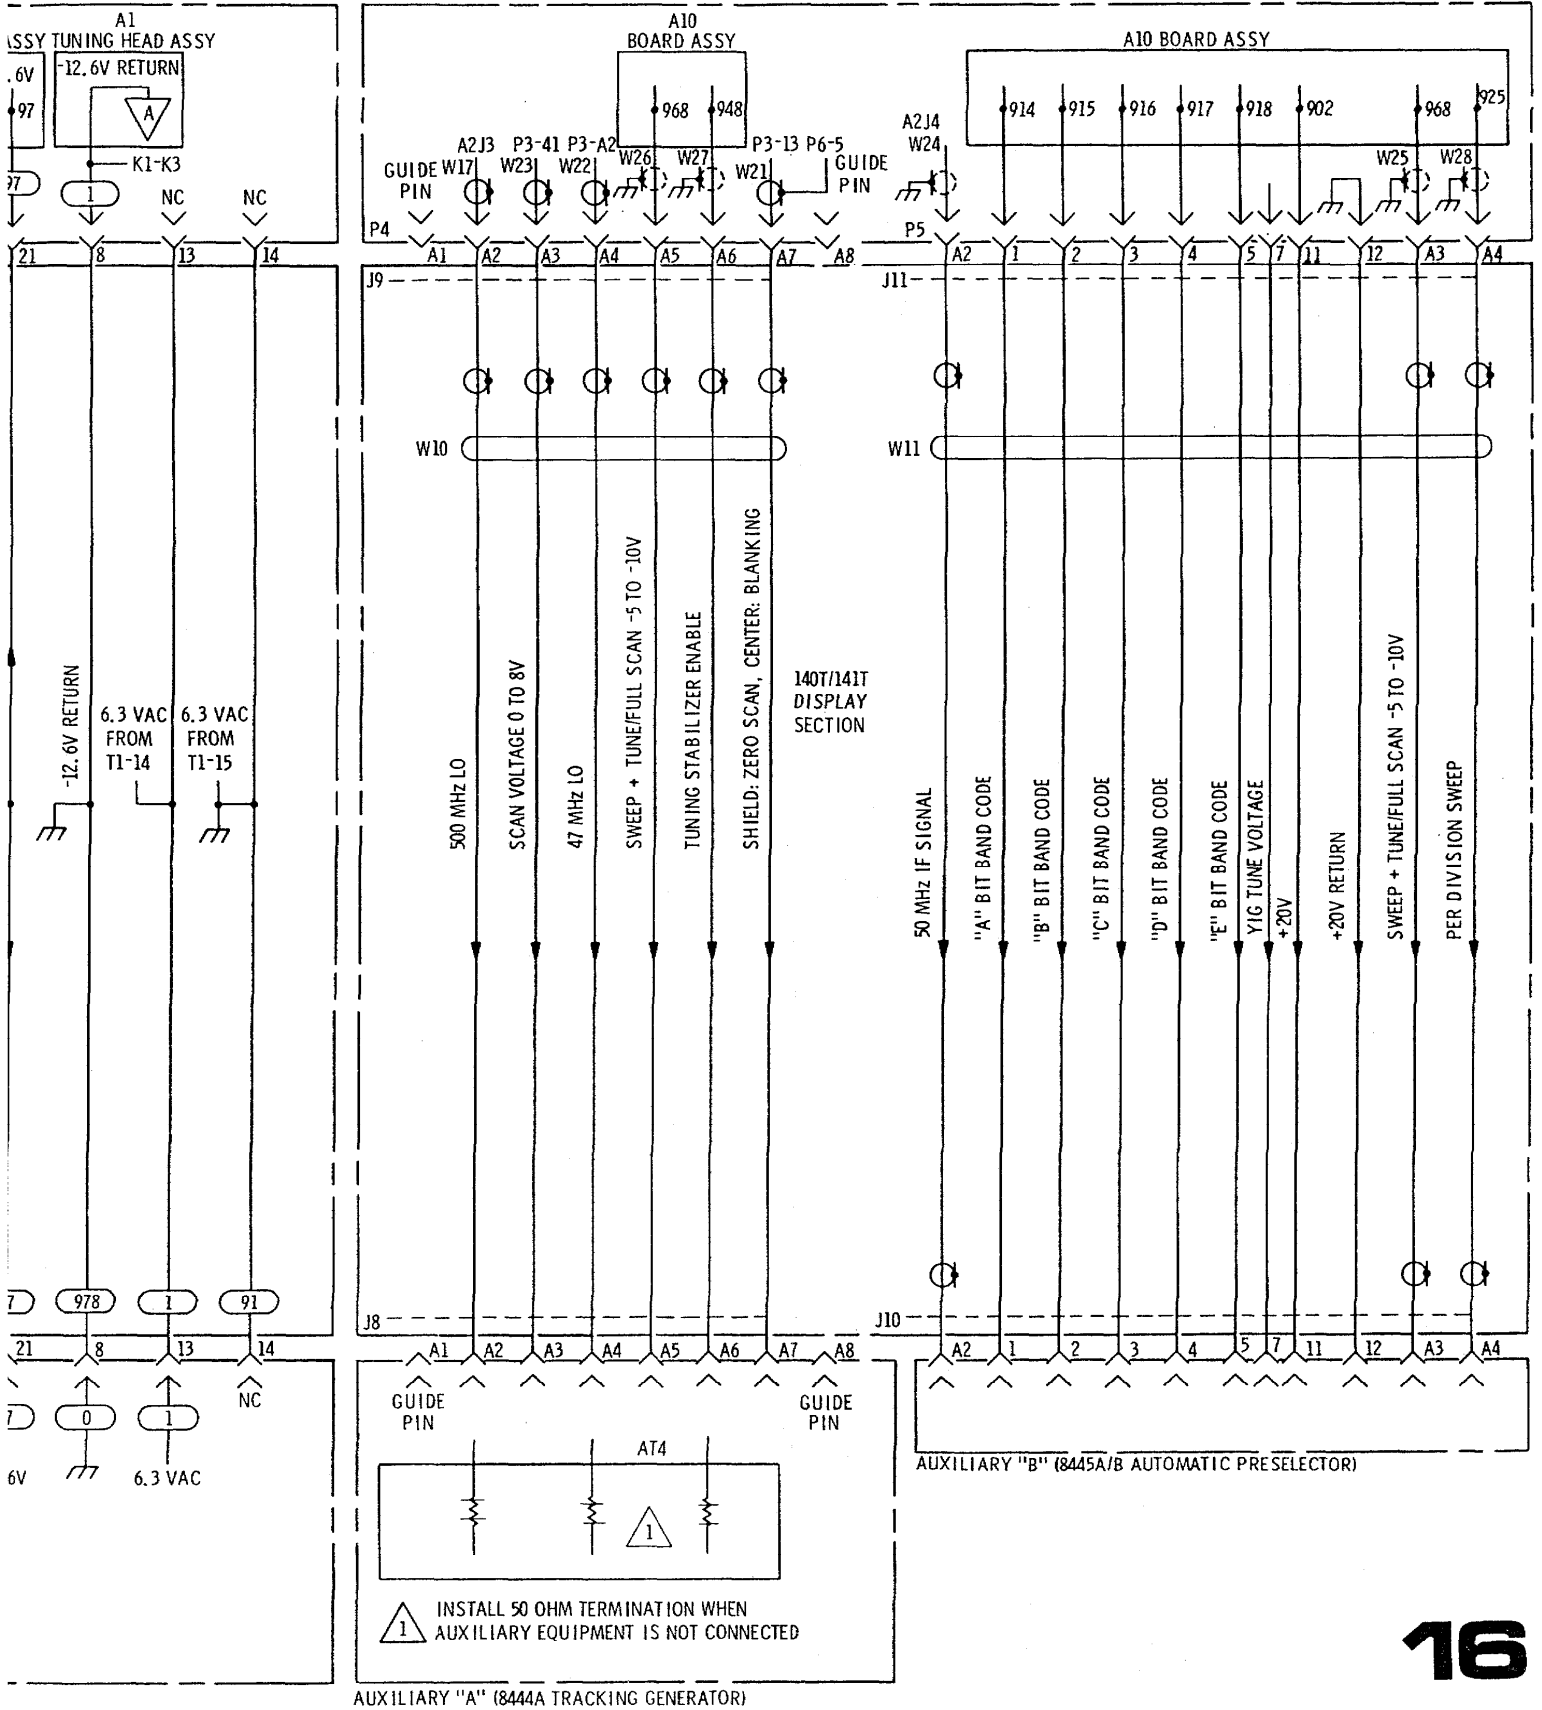 A1
ASSY TUNING HEAD ASSY
.6V
-12.6V RETURN
97
A
K1-K3
97
1
NC
NC
21
8
13
14
A10
BOARD ASSY
968
948
A2J3
P3-41
P3-A2
P3-13
P6-5
GUIDE
PIN
W17
W23
W22
W26
W27
W21
GUIDE
PIN
P4
A1
A2
A3
A4
A5
A6
A7
A8
J9
A10 BOARD ASSY
914
915
916
917
918
902
968
925
A2J4
W24
W25
W28
P5
A2
1
2
3
4
5
7
11
12
A3
A4
J11
W10
W11
-12.6V RETURN
6.3 VAC
FROM
T1-14
6.3 VAC
FROM
T1-15
500 MHz LO
SCAN VOLTAGE 0 TO 8V
47 MHz LO
SWEEP + TUNE/FULL SCAN -5 TO -10V
TUNING STABILIZER ENABLE
SHIELD: ZERO SCAN, CENTER: BLANKING
140T/141T
DISPLAY
SECTION
50 MHz IF SIGNAL
"A" BIT BAND CODE
"B" BIT BAND CODE
"C" BIT BAND CODE
"D" BIT BAND CODE
"E" BIT BAND CODE
YIG TUNE VOLTAGE
+20V
+20V RETURN
SWEEP + TUNE/FULL SCAN -5 TO -10V
PER DIVISION SWEEP
7
978
1
91
21
8
13
14
7
0
1
NC
6V
6.3 VAC
J8
A1
A2
A3
A4
A5
A6
A7
A8
GUIDE
PIN
GUIDE
PIN
AT4
1
1
INSTALL 50 OHM TERMINATION WHEN
AUXILIARY EQUIPMENT IS NOT CONNECTED
AUXILIARY "A" (8444A TRACKING GENERATOR)
J10
A2
1
2
3
4
5
7
11
12
A3
A4
AUXILIARY "B" (8445A/B AUTOMATIC PRESELECTOR)
16